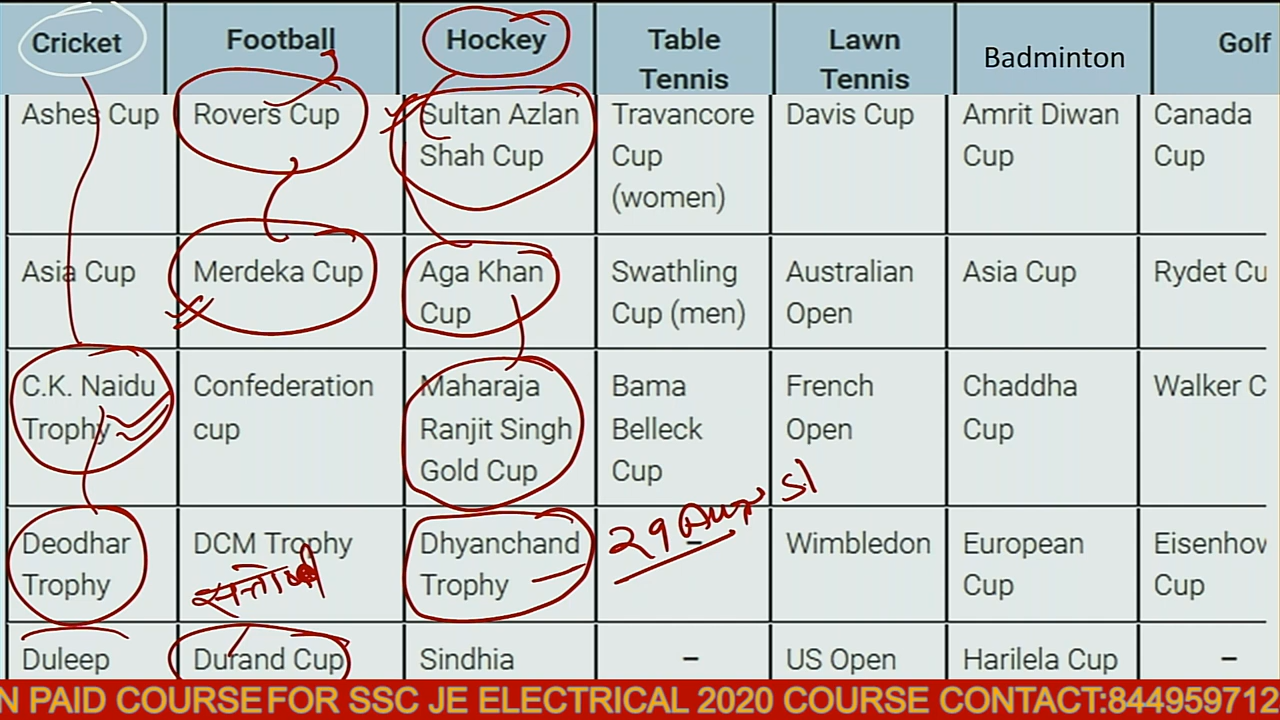 Cricket
Football
Hockey
Table
Tennis
Lawn
Tennis
Badminton
Golf
Ashes Cup
Rovers Cup
Sultan Azlan
Shah Cup
Travancore
Cup
(women)
Davis Cup
Amrit Diwan
Cup
Canada
Cup
Asia Cup
Merdeka Cup
Aga Khan
Cup
Swathling
Cup (men)
Australian
Open
Asia Cup
Rydet Cu
C.K. Naidu
Trophy
Confederation
cup
Maharaja
Ranjit Singh
Gold Cup
Bama
Belleck
Cup
French
Open
Chaddha
Cup
Walker C
Deodhar
Trophy
DCM Trophy
Dhyanchand
Trophy
29 August
–
Wimbledon
European
Cup
Eisenhow
Cup
Duleep
Durand Cup
Sindhia
–
US Open
Harilela Cup
–
N PAID COURSE FOR SSC JE ELECTRICAL 2020 COURSE CONTACT:844959712